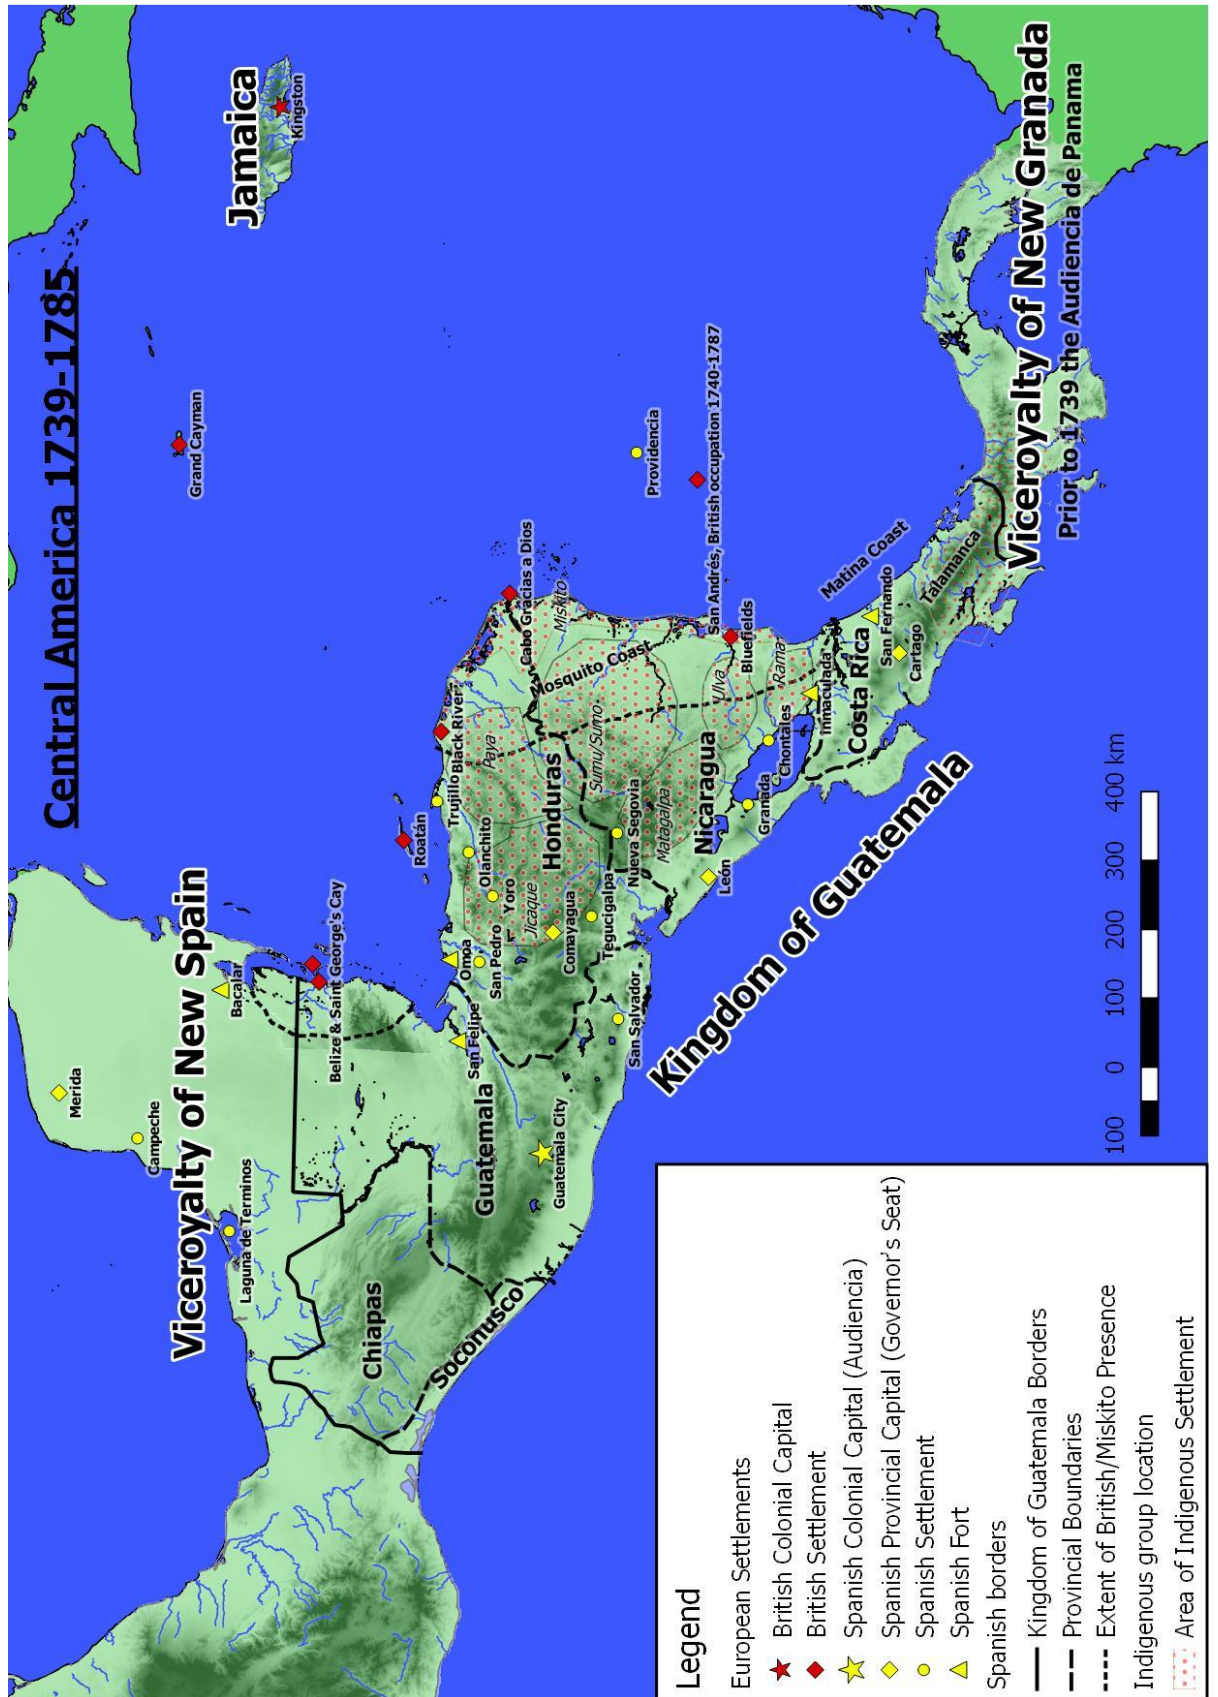 Central America 1739-1785
Viceroyalty of New Spain
Jamaica
Kingston
Grand Cayman
Merida
Campeche
Laguna de Terminos
Bacalar
Belize & Saint George's Cay
Roatán
Trujillo
Black River
Cabo Gracias a Dios
Providencia
San Andrés, British occupation 1740-1787
Bluefields
Chiapas
Soconusco
Guatemala
Guatemala City
San Felipe
Omoa
San Pedro
Olanchito
Yoro
Jicaque
Paya
Honduras
Comayagua
Tegucigalpa
San Salvador
Miskito
Mosquito Coast
Sumu/Sumo
Nueva Segovia
Matagalpa
Ulva
Rama
Nicaragua
León
Granada
Chontales
Inmaculada
Matina Coast
Costa Rica
San Fernando
Cartago
Talamanca
Kingdom of Guatemala
Viceroyalty of New Granada
Prior to 1739 the Audiencia de Panama
100 0 100 200 300 400 km
Legend
European Settlements
British Colonial Capital
British Settlement
Spanish Colonial Capital (Audiencia)
Spanish Provincial Capital (Governor's Seat)
Spanish Settlement
Spanish Fort
Spanish borders
Kingdom of Guatemala Borders
Provincial Boundaries
Extent of British/Miskito Presence
Indigenous group location
Area of Indigenous Settlement